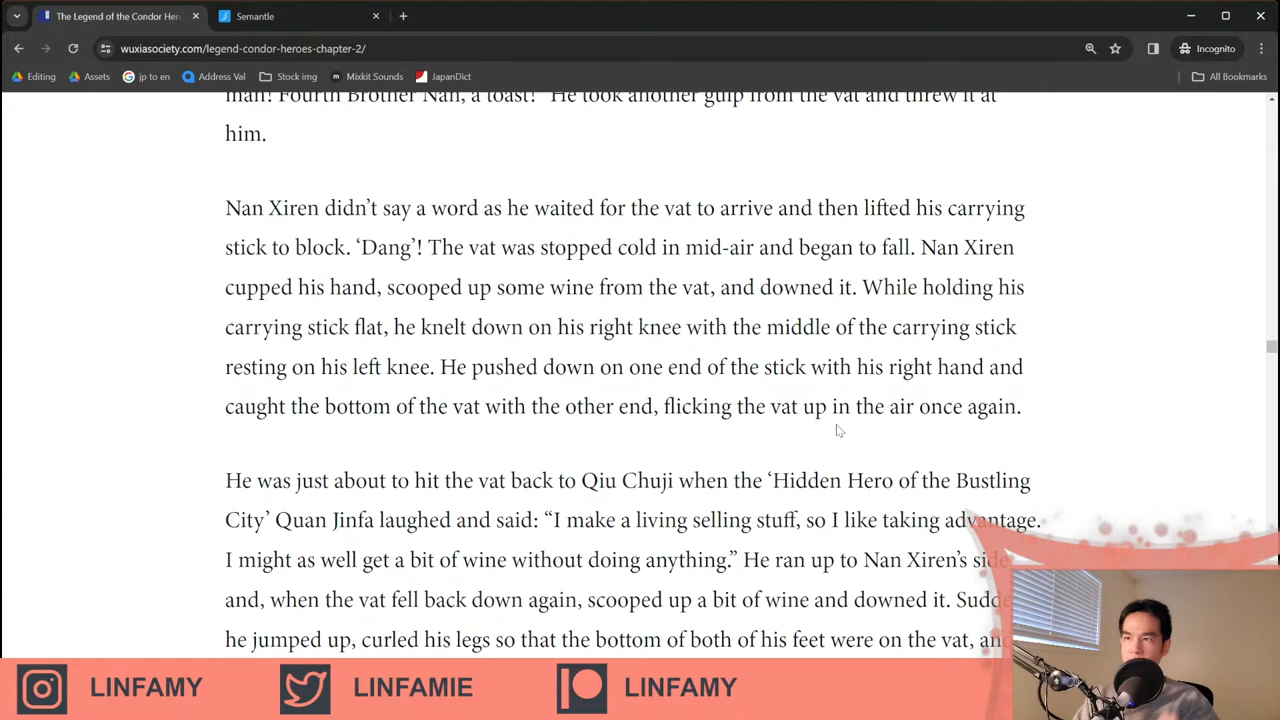 The Legend of the Condor Her
Semantle
wuxiasociety.com/legend-condor-heroes-chapter-2/
Incognito
Editing
Assets
jp to en
Address Val
Stock img
Mixkit Sounds
JapanDict
All Bookmarks
man! Fourth Brother Nan, a toast!” He took another gulp from the vat and threw it at
him.
Nan Xiren didn’t say a word as he waited for the vat to arrive and then lifted his carrying
stick to block. ‘Dang’! The vat was stopped cold in mid-air and began to fall. Nan Xiren
cupped his hand, scooped up some wine from the vat, and downed it. While holding his
carrying stick flat, he knelt down on his right knee with the middle of the carrying stick
resting on his left knee. He pushed down on one end of the stick with his right hand and
caught the bottom of the vat with the other end, flicking the vat up in the air once again.
He was just about to hit the vat back to Qiu Chuji when the ‘Hidden Hero of the Bustling
City’ Quan Jinfa laughed and said: “I make a living selling stuff, so I like taking advantage.
I might as well get a bit of wine without doing anything.” He ran up to Nan Xiren’s side
and, when the vat fell back down again, scooped up a bit of wine and downed it.
he jumped up, curled his legs so that the bottom of both of his feet were on the vat,
LINFAMY
LINFAMIE
LINFAMY